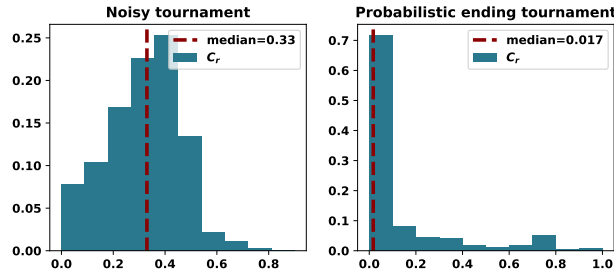 Noisy tournament
median=0.33
C_r
0.25
0.20
0.15
0.10
0.05
0.00
0.0 0.2 0.4 0.6 0.8
Probabilistic ending tournament
median=0.017
C_r
0.7
0.6
0.5
0.4
0.3
0.2
0.1
0.0
0.0 0.2 0.4 0.6 0.8 1.0